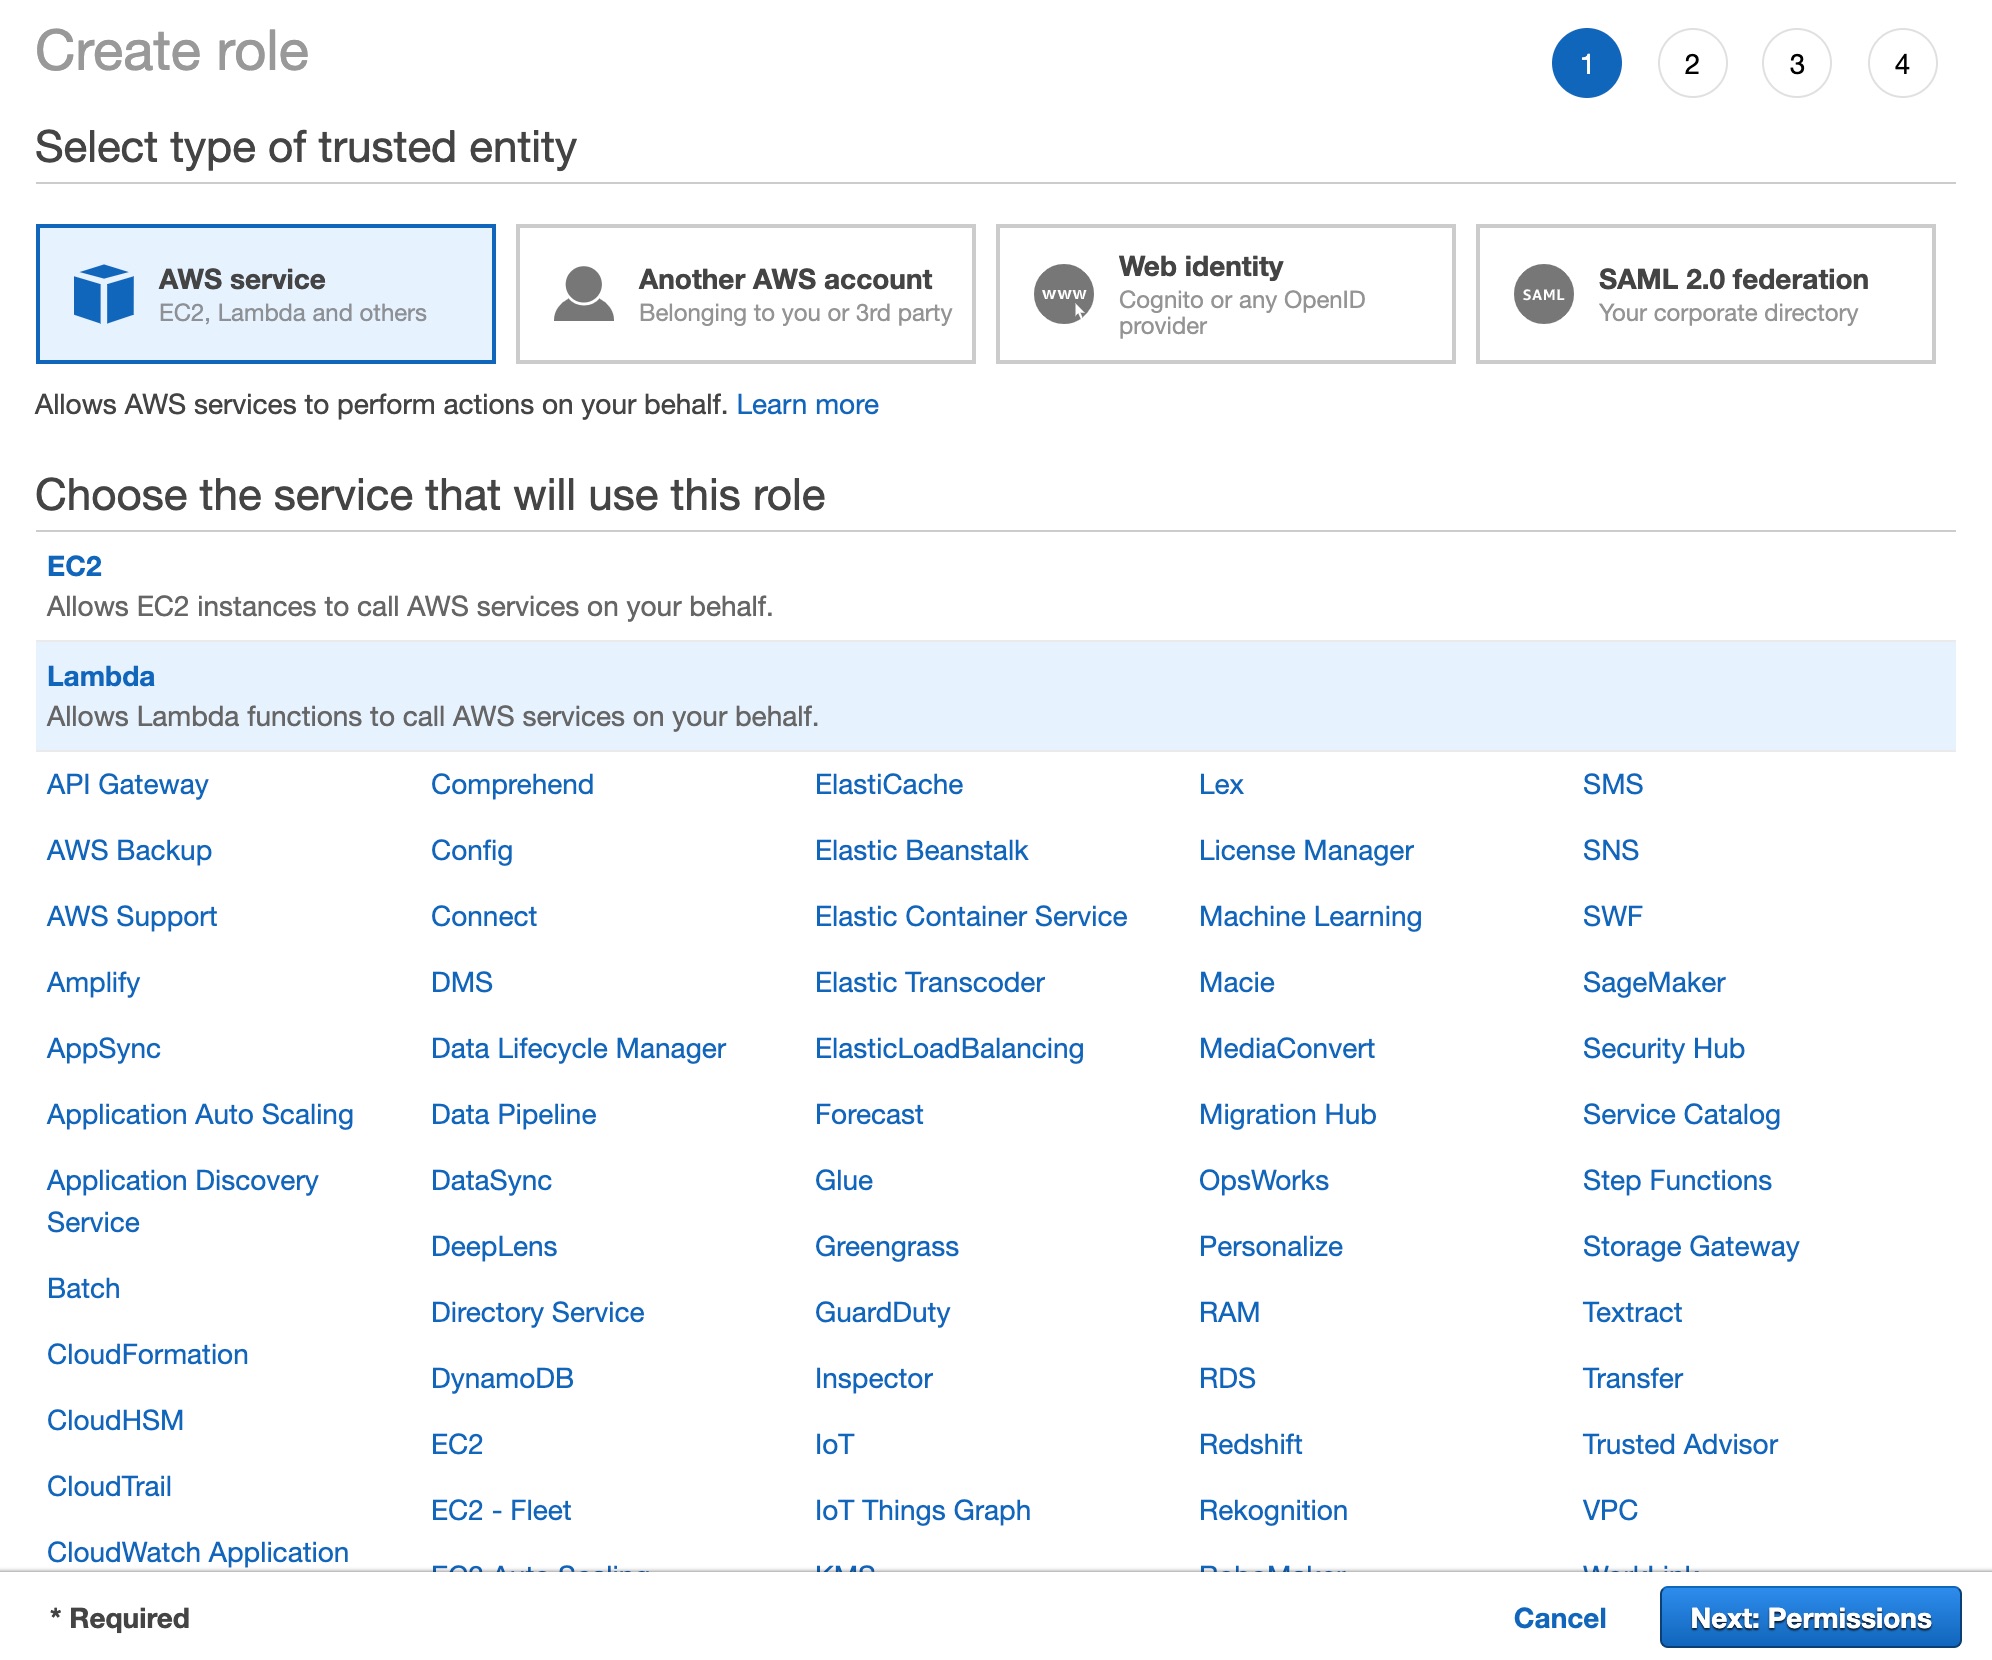 Create role
1 2 3 4
Select type of trusted entity
AWS service
EC2, Lambda and others
Another AWS account
Belonging to you or 3rd party
www
Web identity
Cognito or any OpenID
provider
SAML
SAML 2.0 federation
Your corporate directory
Allows AWS services to perform actions on your behalf. Learn more
Choose the service that will use this role
EC2
Allows EC2 instances to call AWS services on your behalf.
Lambda
Allows Lambda functions to call AWS services on your behalf.
API Gateway
AWS Backup
AWS Support
Amplify
AppSync
Application Auto Scaling
Application Discovery
Service
Batch
CloudFormation
CloudHSM
CloudTrail
CloudWatch Application
Comprehend
Config
Connect
DMS
Data Lifecycle Manager
Data Pipeline
DataSync
DeepLens
Directory Service
DynamoDB
EC2
EC2 - Fleet
EC2 Auto Scaling
ElastiCache
Elastic Beanstalk
Elastic Container Service
Elastic Transcoder
ElasticLoadBalancing
Forecast
Glue
Greengrass
GuardDuty
Inspector
IoT
IoT Things Graph
KMS
Lex
License Manager
Machine Learning
Macie
MediaConvert
Migration Hub
OpsWorks
Personalize
RAM
RDS
Redshift
Rekognition
RoboMaker
SMS
SNS
SWF
SageMaker
Security Hub
Service Catalog
Step Functions
Storage Gateway
Textract
Transfer
Trusted Advisor
VPC
WorkLink
* Required
Cancel
Next: Permissions